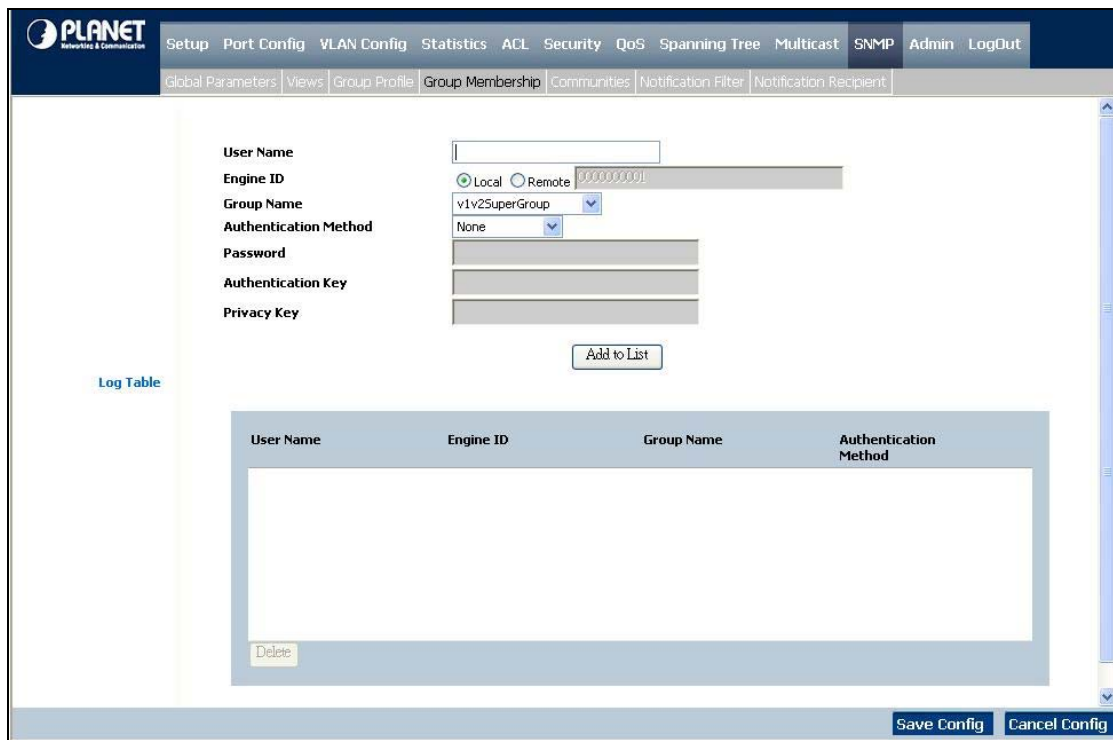 PLANET
Networking & Communication
Setup Port Config VLAN Config Statistics ACL Security QoS Spanning Tree Multicast SNMP Admin LogOut
Global Parameters Views Group Profile Group Membership Communities Notification Filter Notification Recipient
User Name
Engine ID Local Remote
Group Name v1v2SuperGroup
Authentication Method None
Password
Authentication Key
Privacy Key
Add to List
Log Table
User Name Engine ID Group Name Authentication Method
Delete
Save Config Cancel Config